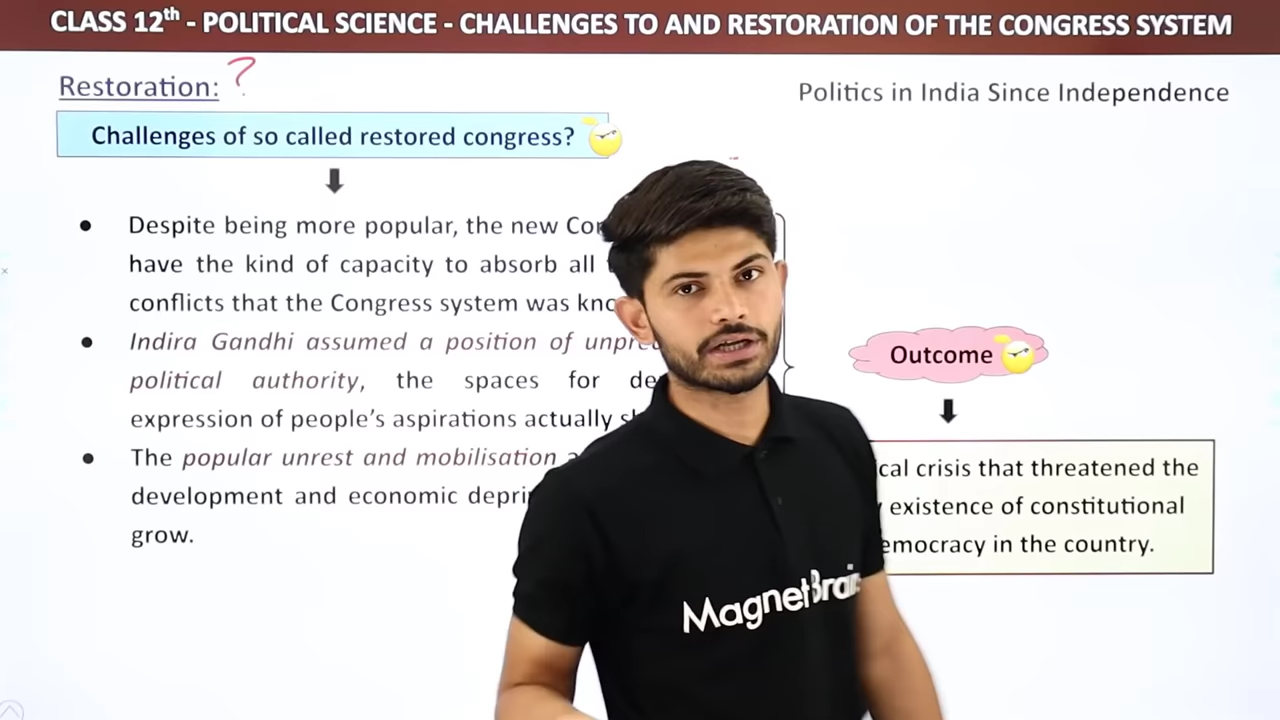 CLASS 12th - POLITICAL SCIENCE - CHALLENGES TO AND RESTORATION OF THE CONGRESS SYSTEM
Restoration: ?
Politics in India Since Independence
Challenges of so called restored congress?
● Despite being more popular, the new
have the kind of capacity to absorb all
conflicts that the Congress system was
● Indira Gandhi assumed a position of
political authority, the spaces for
expression of people's aspirations actually
● The popular unrest and mobilisation
development and economic
grow.
Outcome
crisis that threatened the
existence of constitutional
in the country.
MagnetBrain